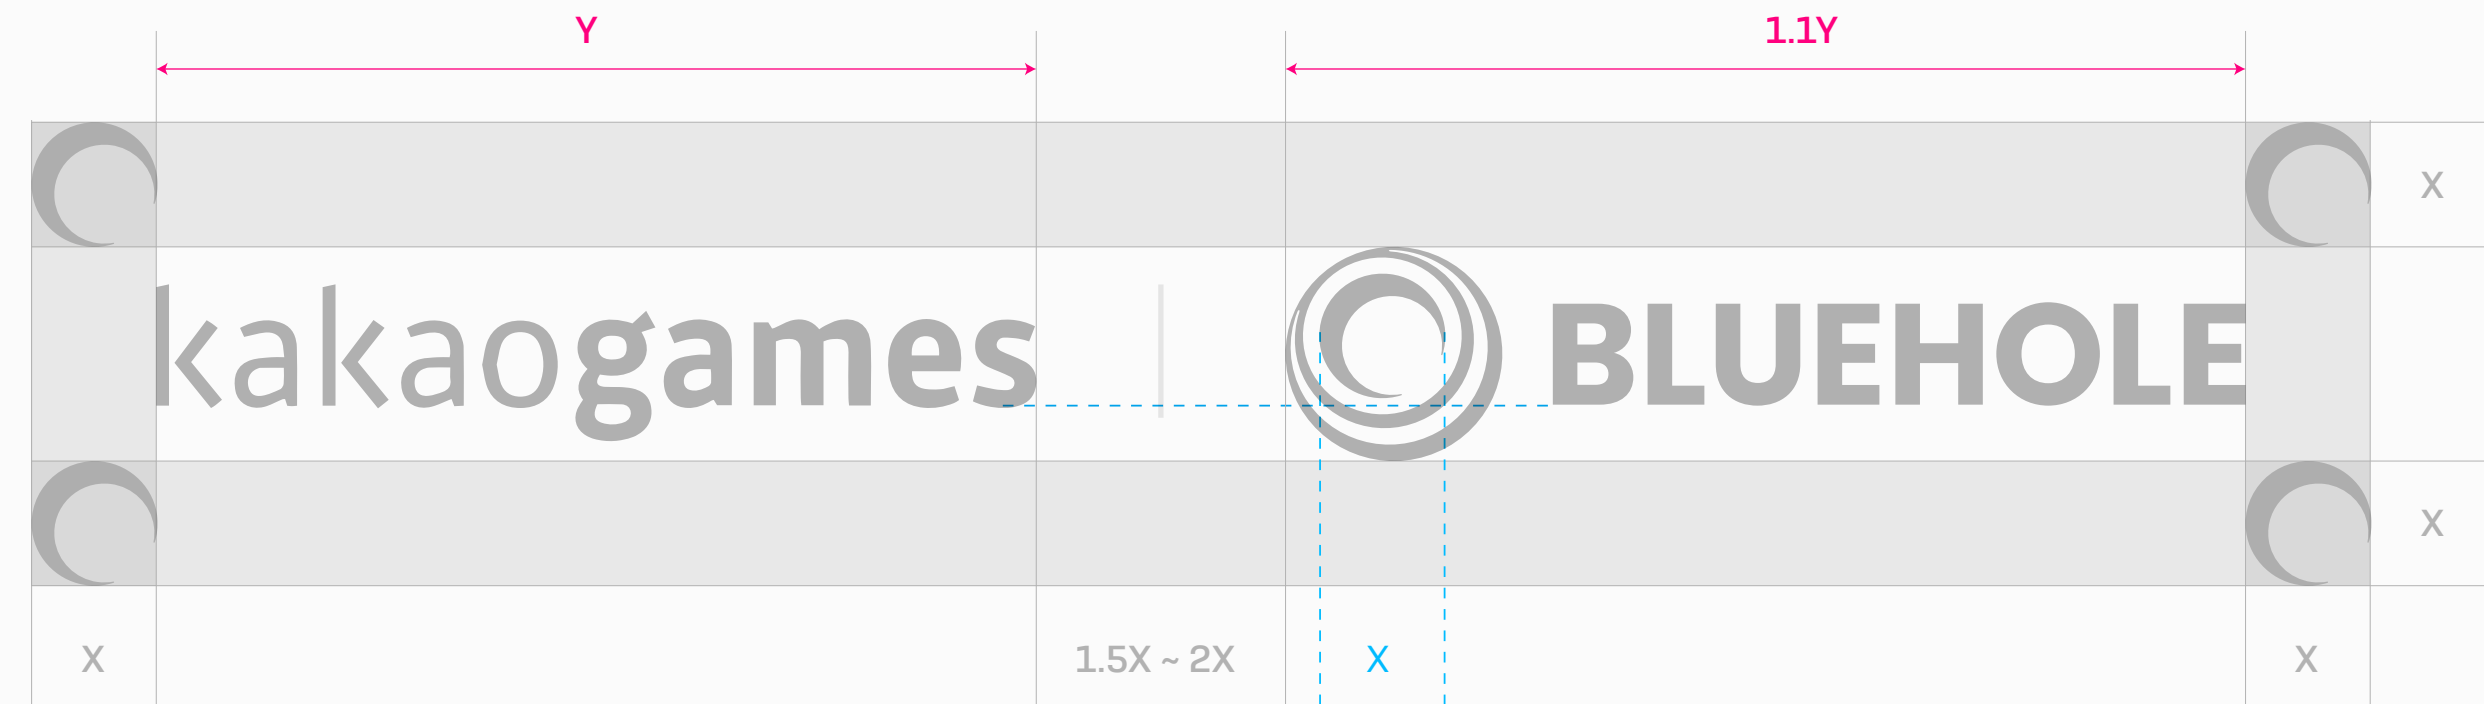 Y
1.1Y
X
kakaogames
BLUEHOLE
X
X
1.5X ~ 2X
X
X